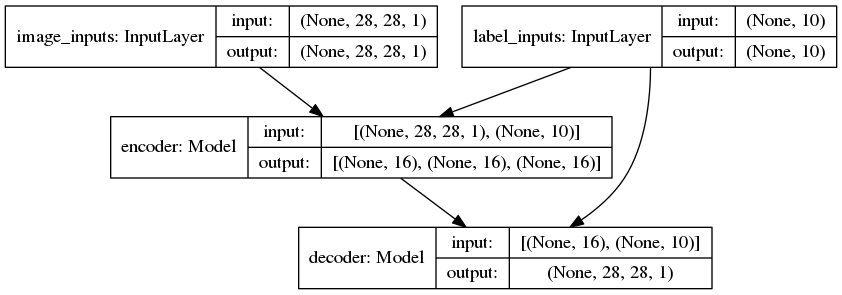 image_inputs: InputLayer
input:
(None, 28, 28, 1)
output:
(None, 28, 28, 1)
label_inputs: InputLayer
input:
(None, 10)
output:
(None, 10)
encoder: Model
input:
[(None, 28, 28, 1), (None, 10)]
output:
[(None, 16), (None, 16), (None, 16)]
decoder: Model
input:
[(None, 16), (None, 10)]
output:
(None, 28, 28, 1)